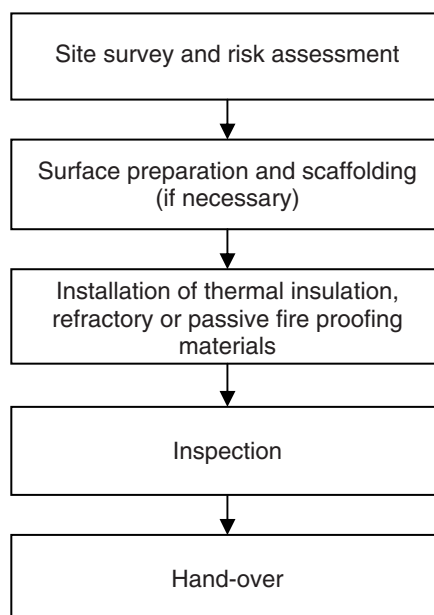 Site survey and risk assessment
Surface preparation and scaffolding
(if necessary)
Installation of thermal insulation,
refractory or passive fire proofing
materials
Inspection
Hand-over